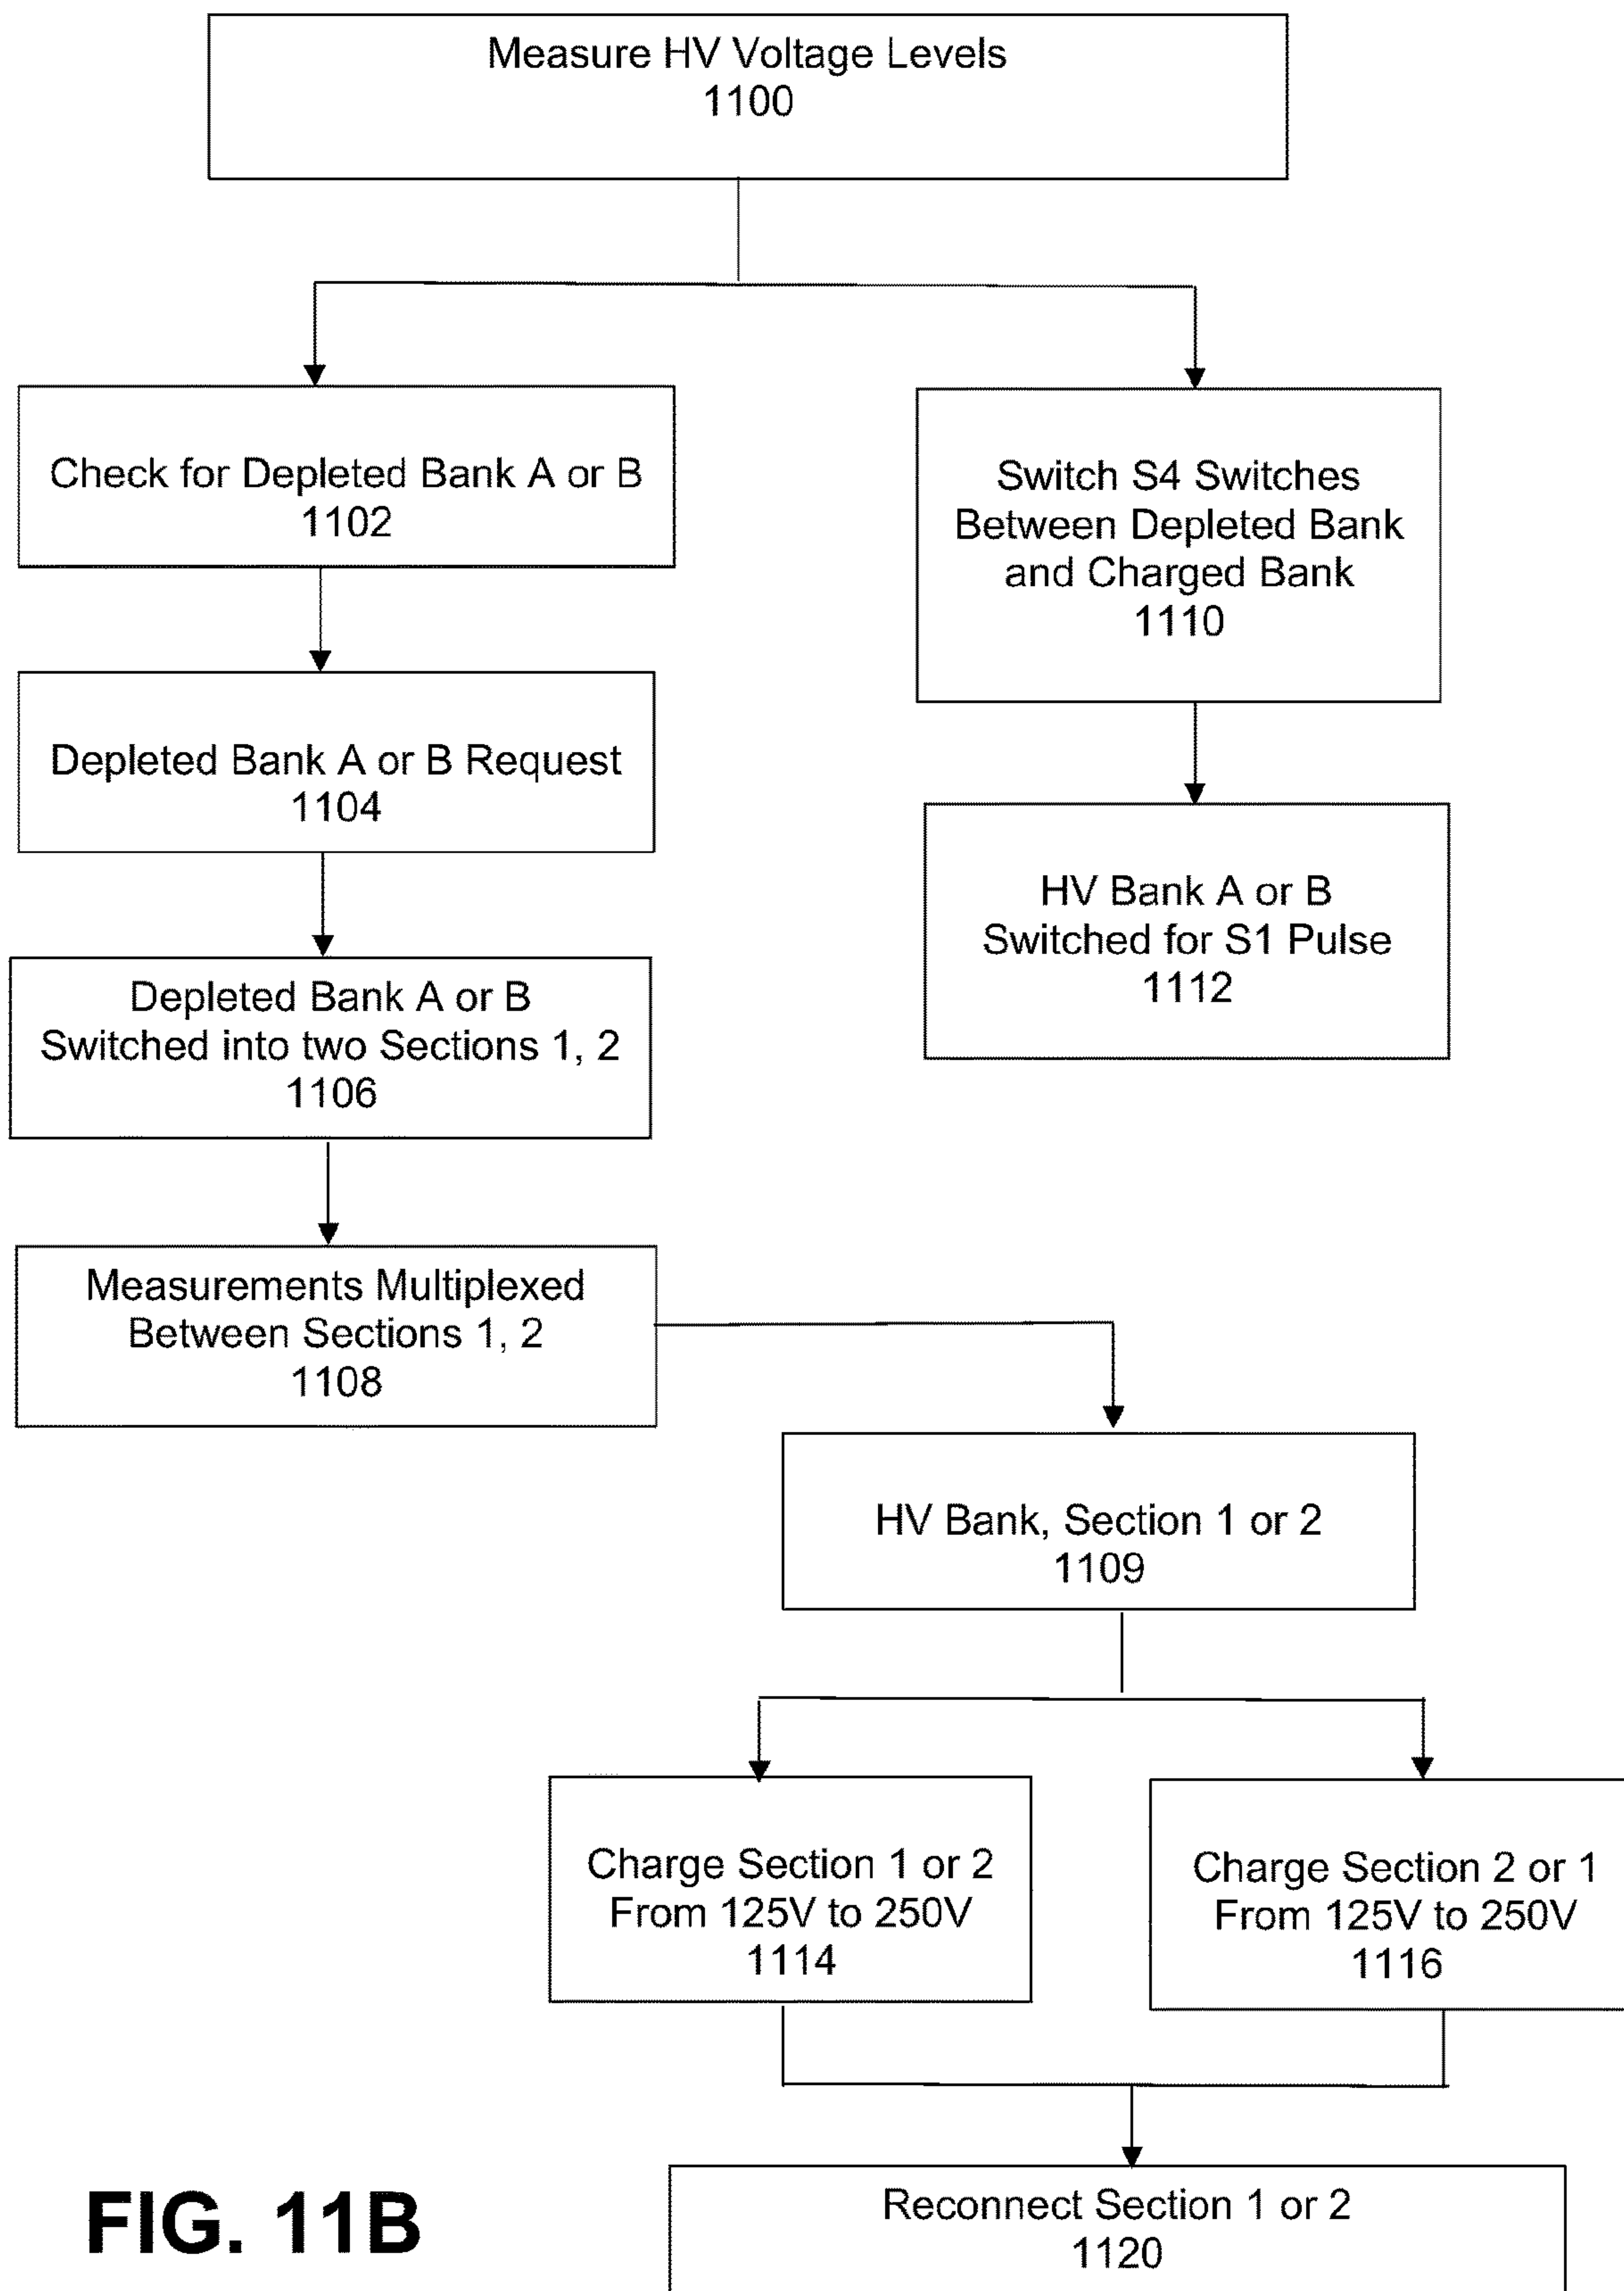 Measure HV Voltage Levels
1100
Check for Depleted Bank A or B
1102
Switch S4 Switches
Between Depleted Bank
and Charged Bank
1110
Depleted Bank A or B Request
1104
HV Bank A or B
Switched for S1 Pulse
1112
Depleted Bank A or B
Switched into two Sections 1, 2
1106
Measurements Multiplexed
Between Sections 1, 2
1108
HV Bank, Section 1 or 2
1109
Charge Section 1 or 2
From 125V to 250V
1114
Charge Section 2 or 1
From 125V to 250V
1116
Reconnect Section 1 or 2
1120
FIG. 11B